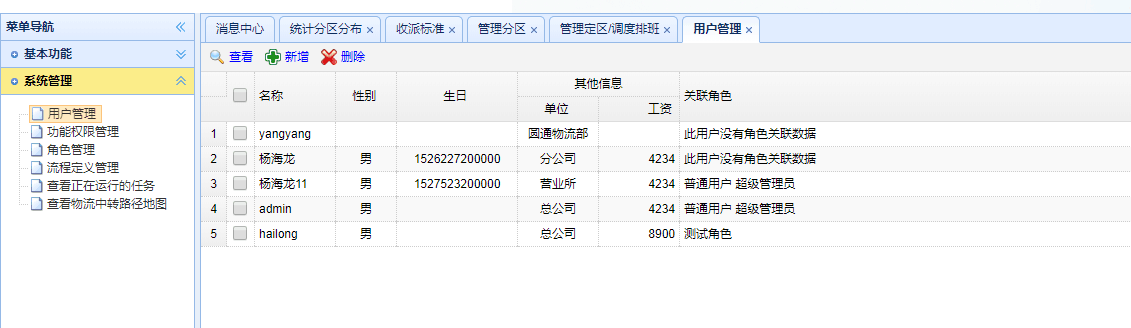 菜单导航
基本功能
系统管理
用户管理
功能权限管理
角色管理
流程定义管理
查看正在运行的任务
查看物流中转路径地图
消息中心 统计分区分布 收派标准 管理分区 管理定区/调度排班 用户管理
查看 新增 删除
名称 性别 生日 其他信息 关联角色
单位 工资
1 yangyang 圆通物流部 此用户没有角色关联数据
2 杨海龙 男 1526227200000 分公司 4234 此用户没有角色关联数据
3 杨海龙11 男 1527523200000 营业所 4234 普通用户 超级管理员
4 admin 男 总公司 4234 普通用户 超级管理员
5 hailong 男 总公司 8900 测试角色